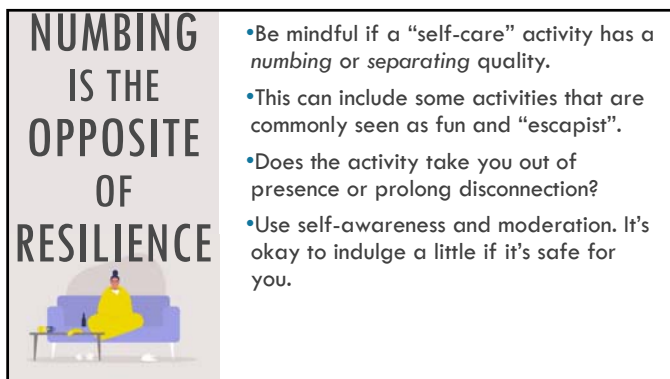 NUMBING
IS THE
OPPOSITE
OF
RESILIENCE
•Be mindful if a “self-care” activity has a
numbing or separating quality.
•This can include some activities that are
commonly seen as fun and “escapist”.
•Does the activity take you out of
presence or prolong disconnection?
•Use self-awareness and moderation. It’s
okay to indulge a little if it’s safe for
you.